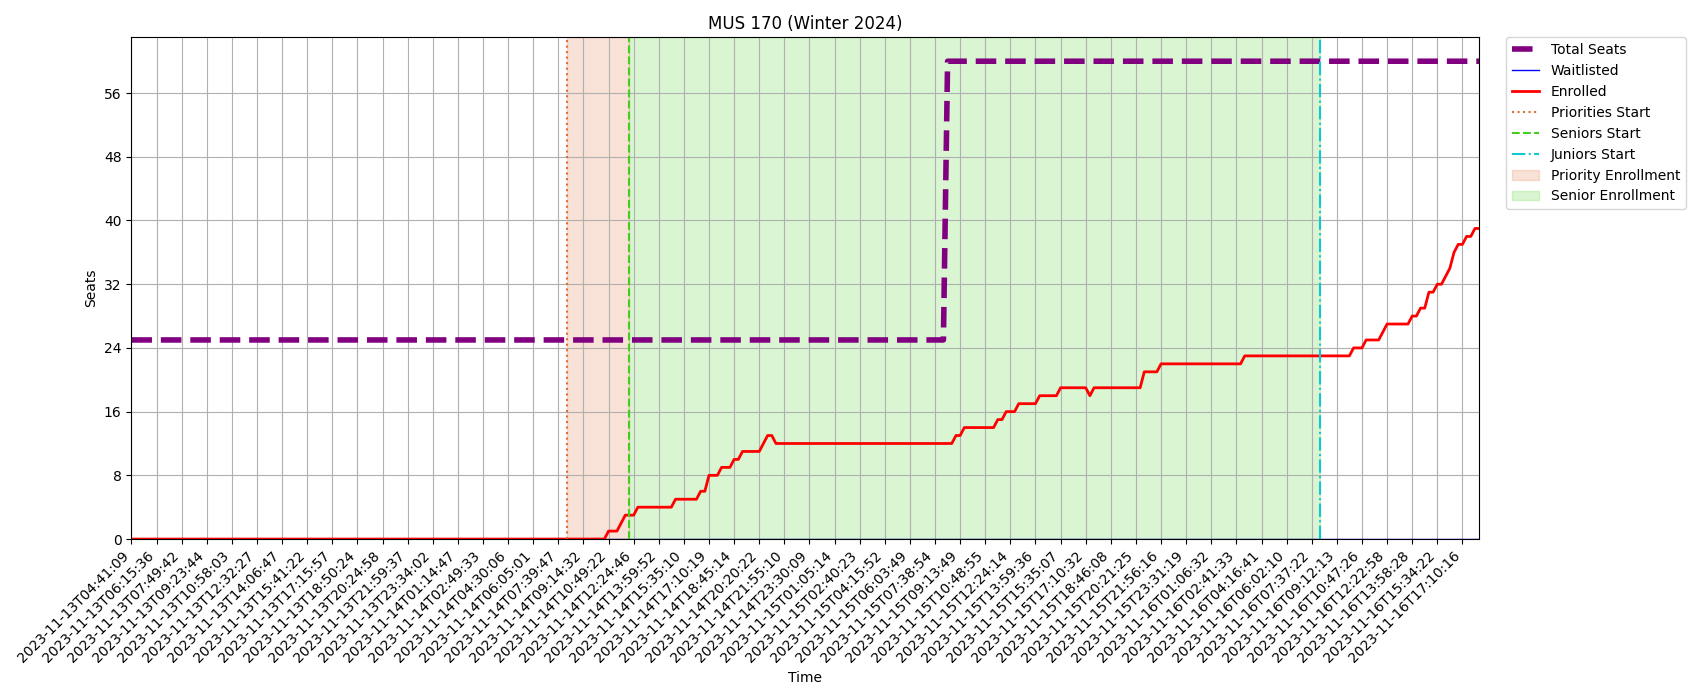 MUS 170 (Winter 2024)
Total Seats
Waitlisted
Enrolled
Priorities Start
Seniors Start
Juniors Start
Priority Enrollment
Senior Enrollment
56
48
40
32
24
16
8
0
Seats
2023-11-13T04:41:09
2023-11-13T06:15:36
2023-11-13T07:49:42
2023-11-13T09:23:44
2023-11-13T10:58:03
2023-11-13T12:32:27
2023-11-13T14:06:47
2023-11-13T15:41:22
2023-11-13T17:15:57
2023-11-13T18:50:24
2023-11-13T20:24:58
2023-11-13T21:59:37
2023-11-13T23:34:02
2023-11-14T01:14:47
2023-11-14T02:49:33
2023-11-14T04:30:06
2023-11-14T06:05:01
2023-11-14T07:39:47
2023-11-14T09:14:32
2023-11-14T10:49:22
2023-11-14T12:24:46
2023-11-14T13:59:52
2023-11-14T15:35:10
2023-11-14T17:10:19
2023-11-14T18:45:14
2023-11-14T20:20:22
2023-11-14T21:55:10
2023-11-14T23:30:09
2023-11-15T01:05:14
2023-11-15T02:40:23
2023-11-15T04:15:52
2023-11-15T06:03:49
2023-11-15T07:38:54
2023-11-15T09:13:49
2023-11-15T10:48:55
2023-11-15T12:24:14
2023-11-15T13:59:36
2023-11-15T15:35:07
2023-11-15T17:10:32
2023-11-15T18:46:08
2023-11-15T20:21:25
2023-11-15T21:56:16
2023-11-15T23:31:19
2023-11-16T01:06:32
2023-11-16T02:41:33
2023-11-16T04:16:41
2023-11-16T06:02:10
2023-11-16T07:37:22
2023-11-16T09:12:13
2023-11-16T10:47:26
2023-11-16T12:22:58
2023-11-16T13:58:28
2023-11-16T15:34:22
2023-11-16T17:10:16
Time